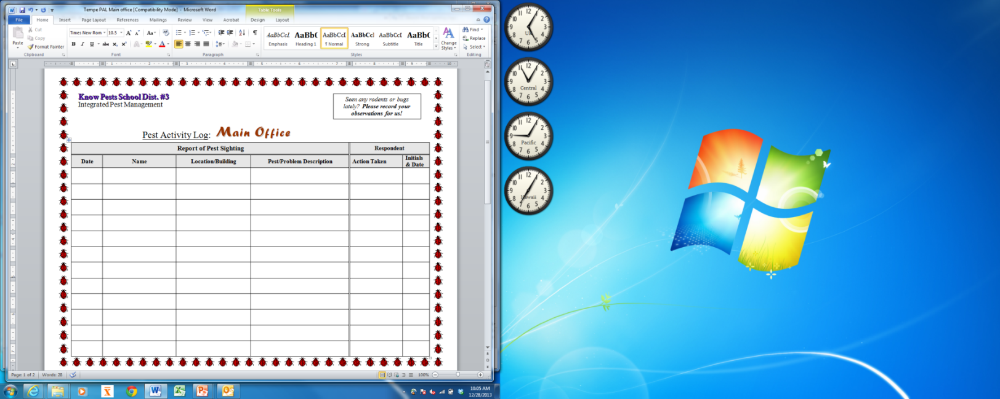 Tempe PAL Main office [Compatibility Mode] - Microsoft Word
Table Tools
File Home Insert Page Layout References Mailings Review View Acrobat Design Layout
Paste
Cut
Copy
Format Painter
Clipboard
Times New Rom 10.5
B I U abc
Font
Paragraph
AaBbCcI AaBb( AaBbCcI AaBbCcl AaBbCcI AaBb(
Emphasis Heading 1 ¶ Normal Strong Subtitle Title
Change Styles
Styles
Find
Replace
Select
Editing
Know Pests School Dist. #3
Integrated Pest Management
Seen any rodents or bugs
lately? Please record your
observations for us!
Pest Activity Log: Main Office
Report of Pest Sighting Respondent
Date Name Location/Building Pest/Problem Description Action Taken Initials
& Date
Page: 1 of 2 Words: 28 100%
10:05 AM
12/28/2013
Central
Pacific
Hawaii